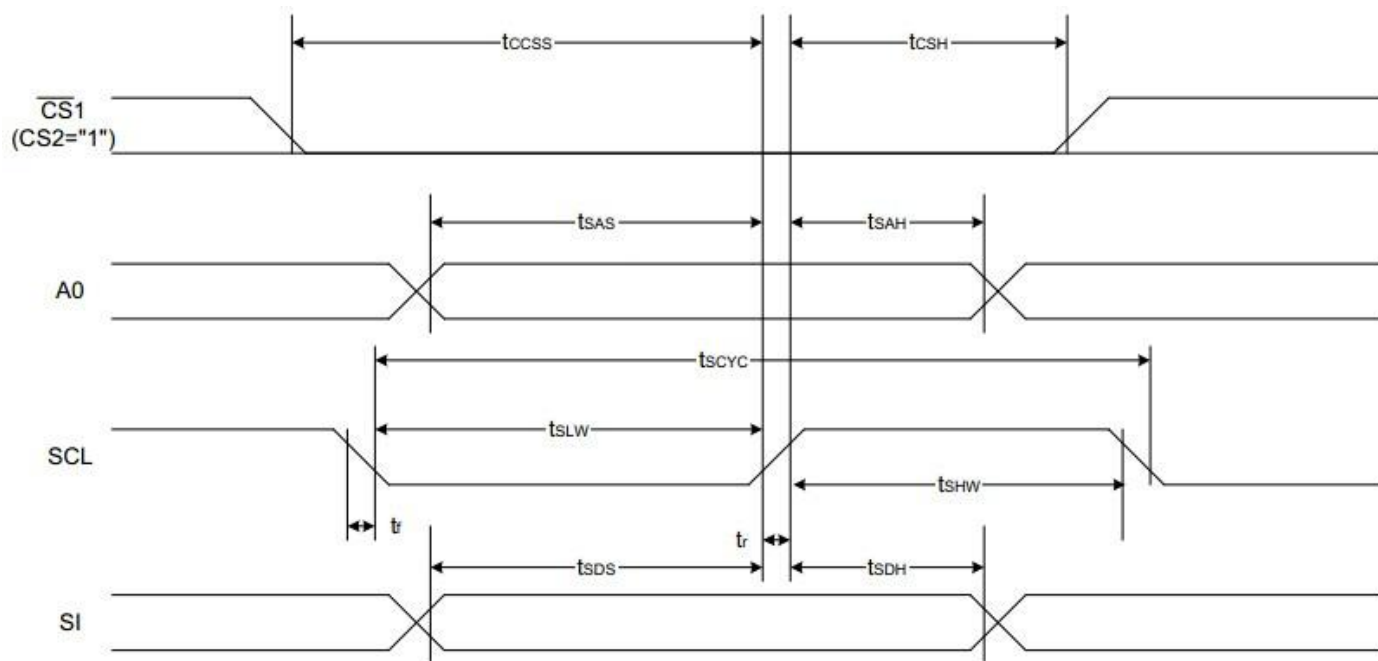 tCCSS tCSH
CS1
(CS2="1")
tSAS tSAH
A0
tSCYC
tSLW
SCL
tSHW
tf
tr
tSDS tSDH
SI